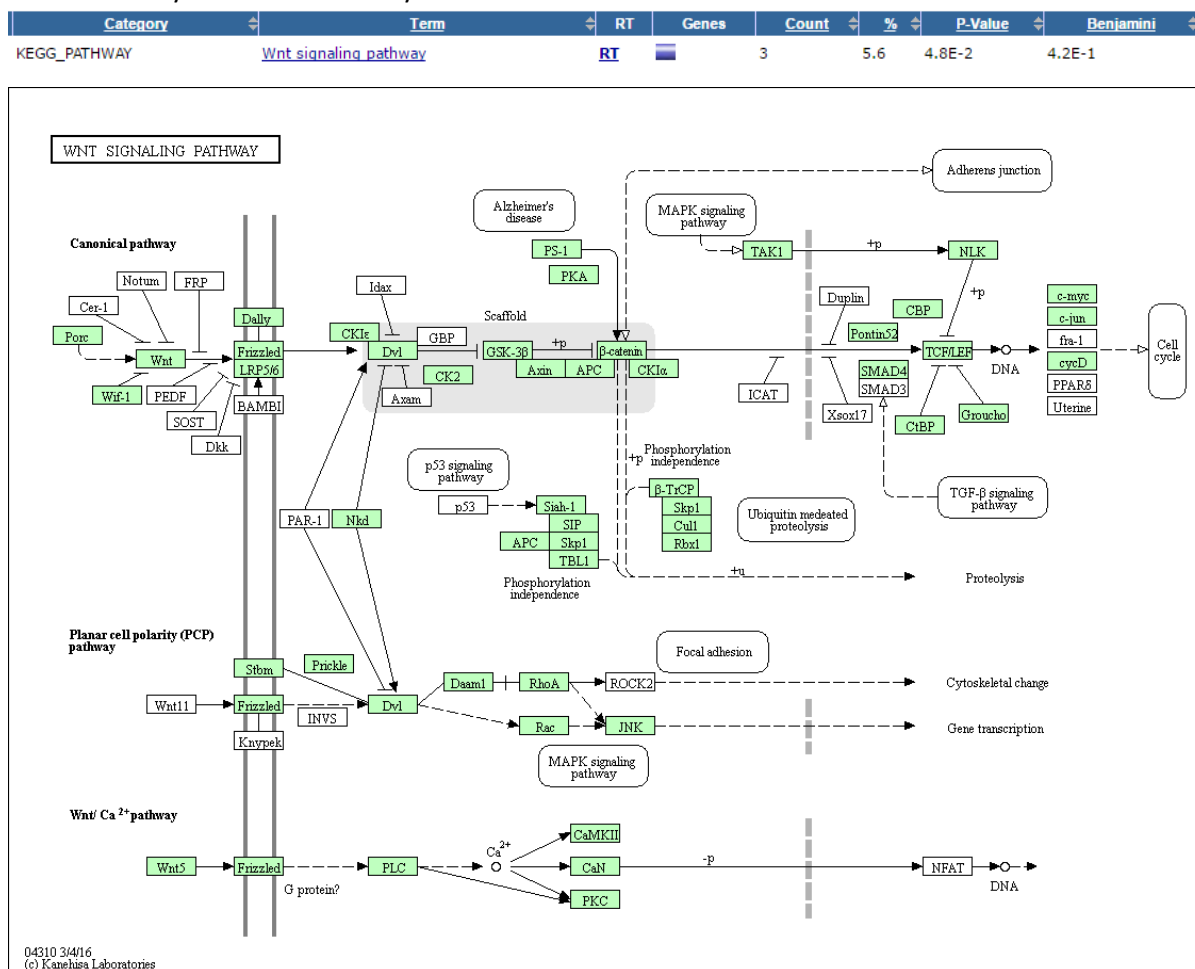 Category Term RT Genes Count % P-Value Benjamini
KEGG_PATHWAY Wnt signaling pathway RT 3 5.6 4.8E-2 4.2E-1
WNT SIGNALING PATHWAY
Adherens junction
Alzheimer's
disease
MAPK signaling
pathway
Canonical pathway
PS-1
TAK1
+p
NLK
PKA
Notum
FRP
Idax
Duplin
+p
Cer-1
CBP
c-myc
Scaffold
Porc
Dally
CKIε
GBP
Pontin52
c-jun
Wnt
Frizzled
Dvl
GSK-3β
+p
β-catenin
TCF/LEF
DNA
fra-1
Cell
cycle
LRP5/6
CK2
Axin
APC
CKIα
SMAD4
cycD
Wif-1
PEDF
BAMBI
Axam
ICAT
SMAD3
PPARδ
SOST
Xsox17
Groucho
Uterine
Dkk
CtBP
Phosphorylation
independence
+p
p53 signaling
pathway
β-TrCP
TGF-β signaling
pathway
p53
Siah-1
Skp1
Ubiquitin medeated
proteolysis
PAR-1
Nkd
SIP
Cul1
APC
Skp1
Rbx1
TBL1
+u
Proteolysis
Phosphorylation
independence
Planar cell polarity (PCP)
pathway
Focal adhesion
Stbm
Prickle
Daam1
RhoA
ROCK2
Cytoskeletal change
Wnt11
Frizzled
INVS
Dvl
Rac
JNK
Gene transcription
Knypek
MAPK signaling
pathway
Wnt/ Ca 2+ pathway
CaMKII
Ca2+
Wnt5
Frizzled
PLC
CaN
-p
NFAT
DNA
G protein?
PKC
04310 3/4/16
(c) Kanehisa Laboratories